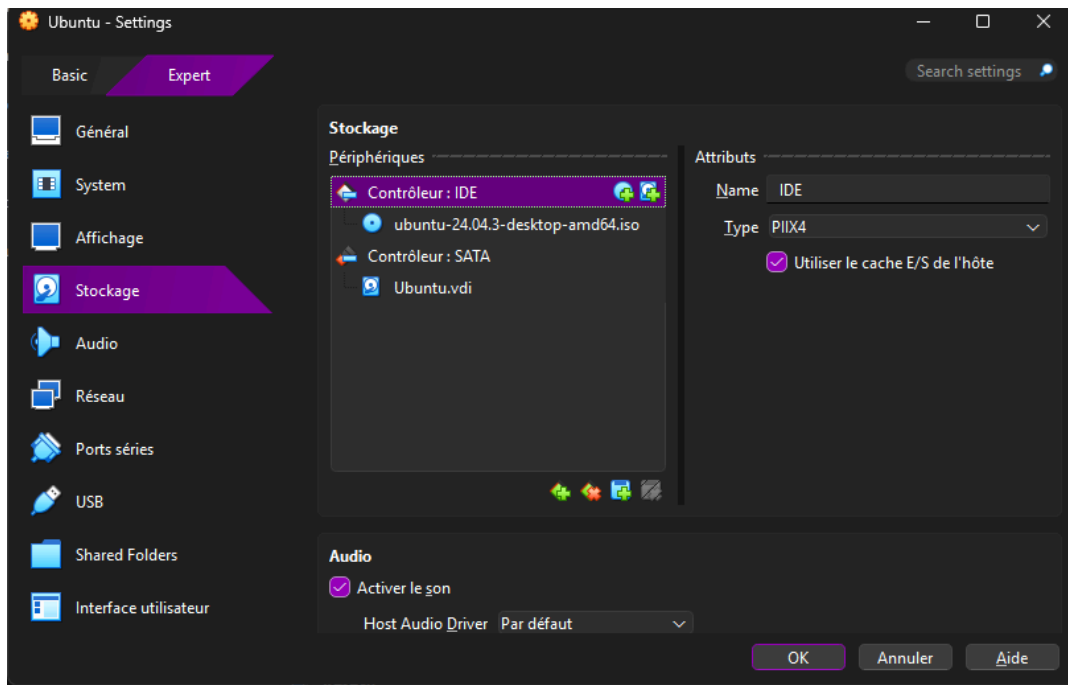 Ubuntu - Settings
Basic Expert Search settings
Général
System
Affichage
Stockage
Audio
Réseau
Ports séries
USB
Shared Folders
Interface utilisateur
Stockage
Périphériques
Contrôleur : IDE
ubuntu-24.04.3-desktop-amd64.iso
Contrôleur : SATA
Ubuntu.vdi
Attributs
Name IDE
Type PIIX4
Utiliser le cache E/S de l'hôte
Audio
Activer le son
Host Audio Driver Par défaut
OK Annuler Aide